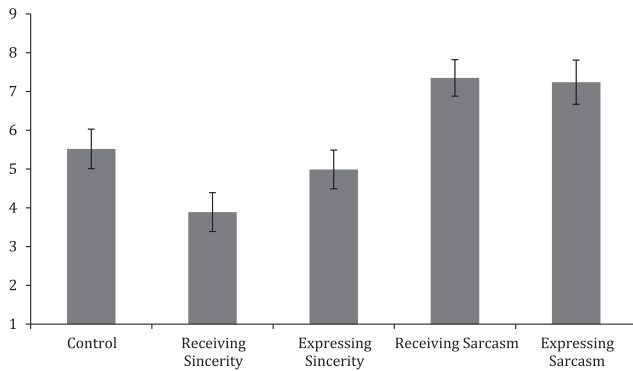 9
8
7
6
5
4
3
2
1
Control
Receiving
Sincerity
Expressing
Sincerity
Receiving Sarcasm
Expressing
Sarcasm